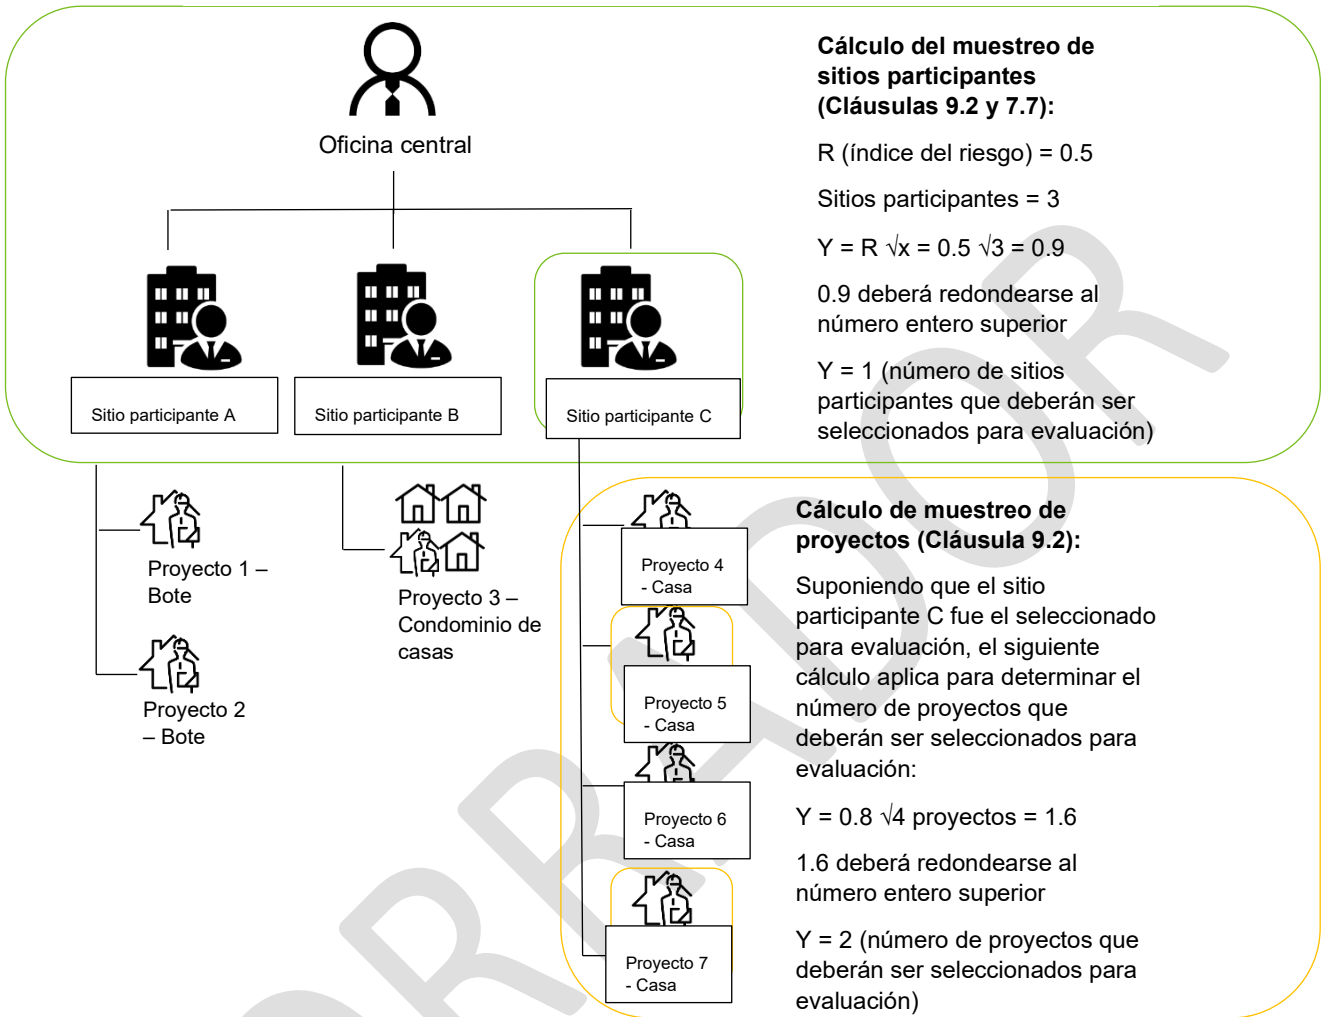 Oficina central
Sitio participante A
Sitio participante B
Sitio participante C
Cálculo del muestreo de
sitios participantes
(Cláusulas 9.2 y 7.7):
R (índice del riesgo) = 0.5
Sitios participantes = 3
Y = R √x = 0.5 √3 = 0.9
0.9 deberá redondearse al
número entero superior
Y = 1 (número de sitios
participantes que deberán ser
seleccionados para evaluación)
Proyecto 1 –
Bote
Proyecto 2
– Bote
Proyecto 3 –
Condominio de
casas
Proyecto 4
- Casa
Proyecto 5
- Casa
Proyecto 6
- Casa
Proyecto 7
- Casa
Cálculo de muestreo de
proyectos (Cláusula 9.2):
Suponiendo que el sitio
participante C fue el seleccionado
para evaluación, el siguiente
cálculo aplica para determinar el
número de proyectos que
deberán ser seleccionados para
evaluación:
Y = 0.8 √4 proyectos = 1.6
1.6 deberá redondearse al
número entero superior
Y = 2 (número de proyectos que
deberán ser seleccionados para
evaluación)
ORRADOR